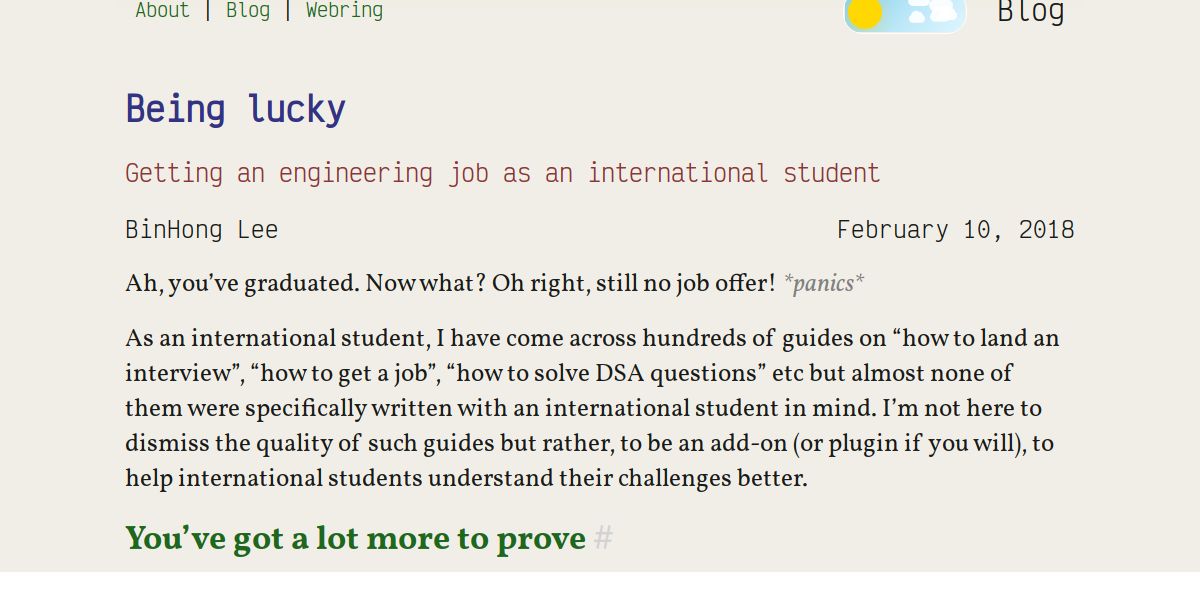 About | Blog | Webring
Blog
Being lucky
Getting an engineering job as an international student
BinHong Lee
February 10, 2018
Ah, you’ve graduated. Now what? Oh right, still no job offer! *panics*
As an international student, I have come across hundreds of guides on “how to land an
interview”, “how to get a job”, “how to solve DSA questions” etc but almost none of
them were specifically written with an international student in mind. I’m not here to
dismiss the quality of such guides but rather, to be an add-on (or plugin if you will), to
help international students understand their challenges better.
You’ve got a lot more to prove #